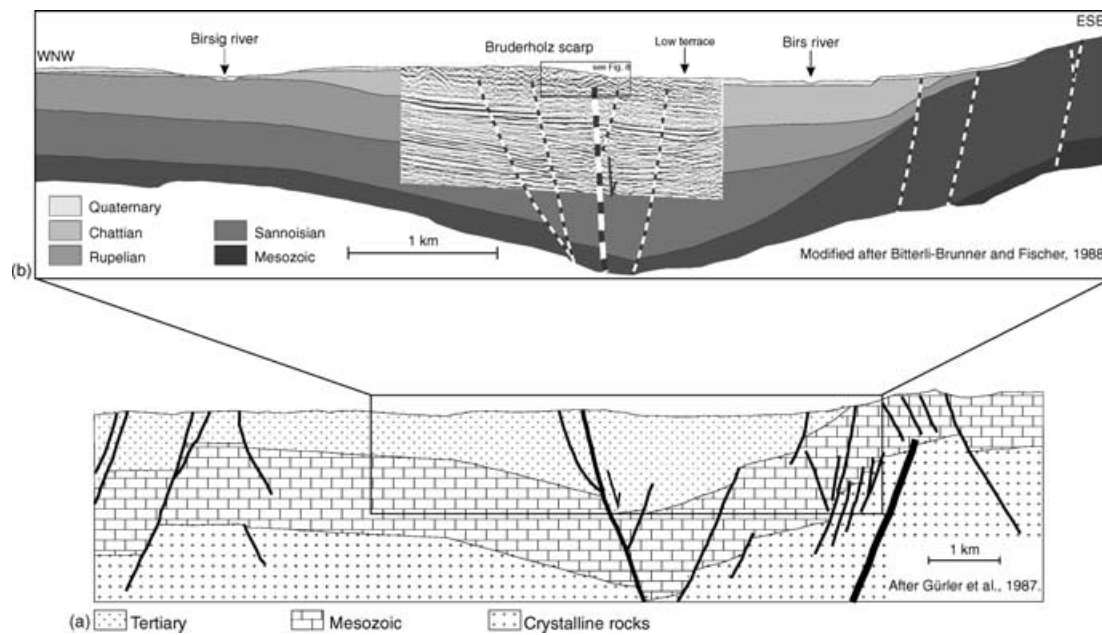 ESE
WNW
Birsig river
Bruderholz scarp
see Fig. 8
Low terrace
Birs river
Quaternary
Chattian
Rupelian
Sannoisian
Mesozoic
1 km
Modified after Bitterli-Brunner and Fischer, 1988
(b)
1 km
After Gürler et al., 1987.
(a)
Tertiary
Mesozoic
Crystalline rocks